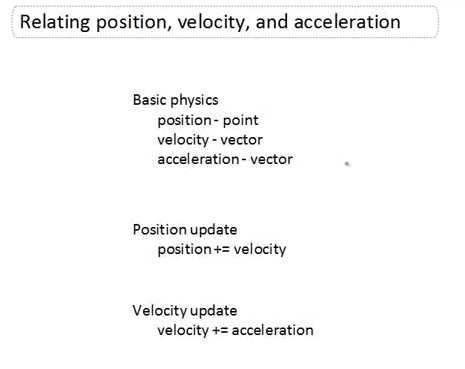 Relating position, velocity, and acceleration
Basic physics
position - point
velocity - vector
acceleration - vector
Position update
position += velocity
Velocity update
velocity += acceleration